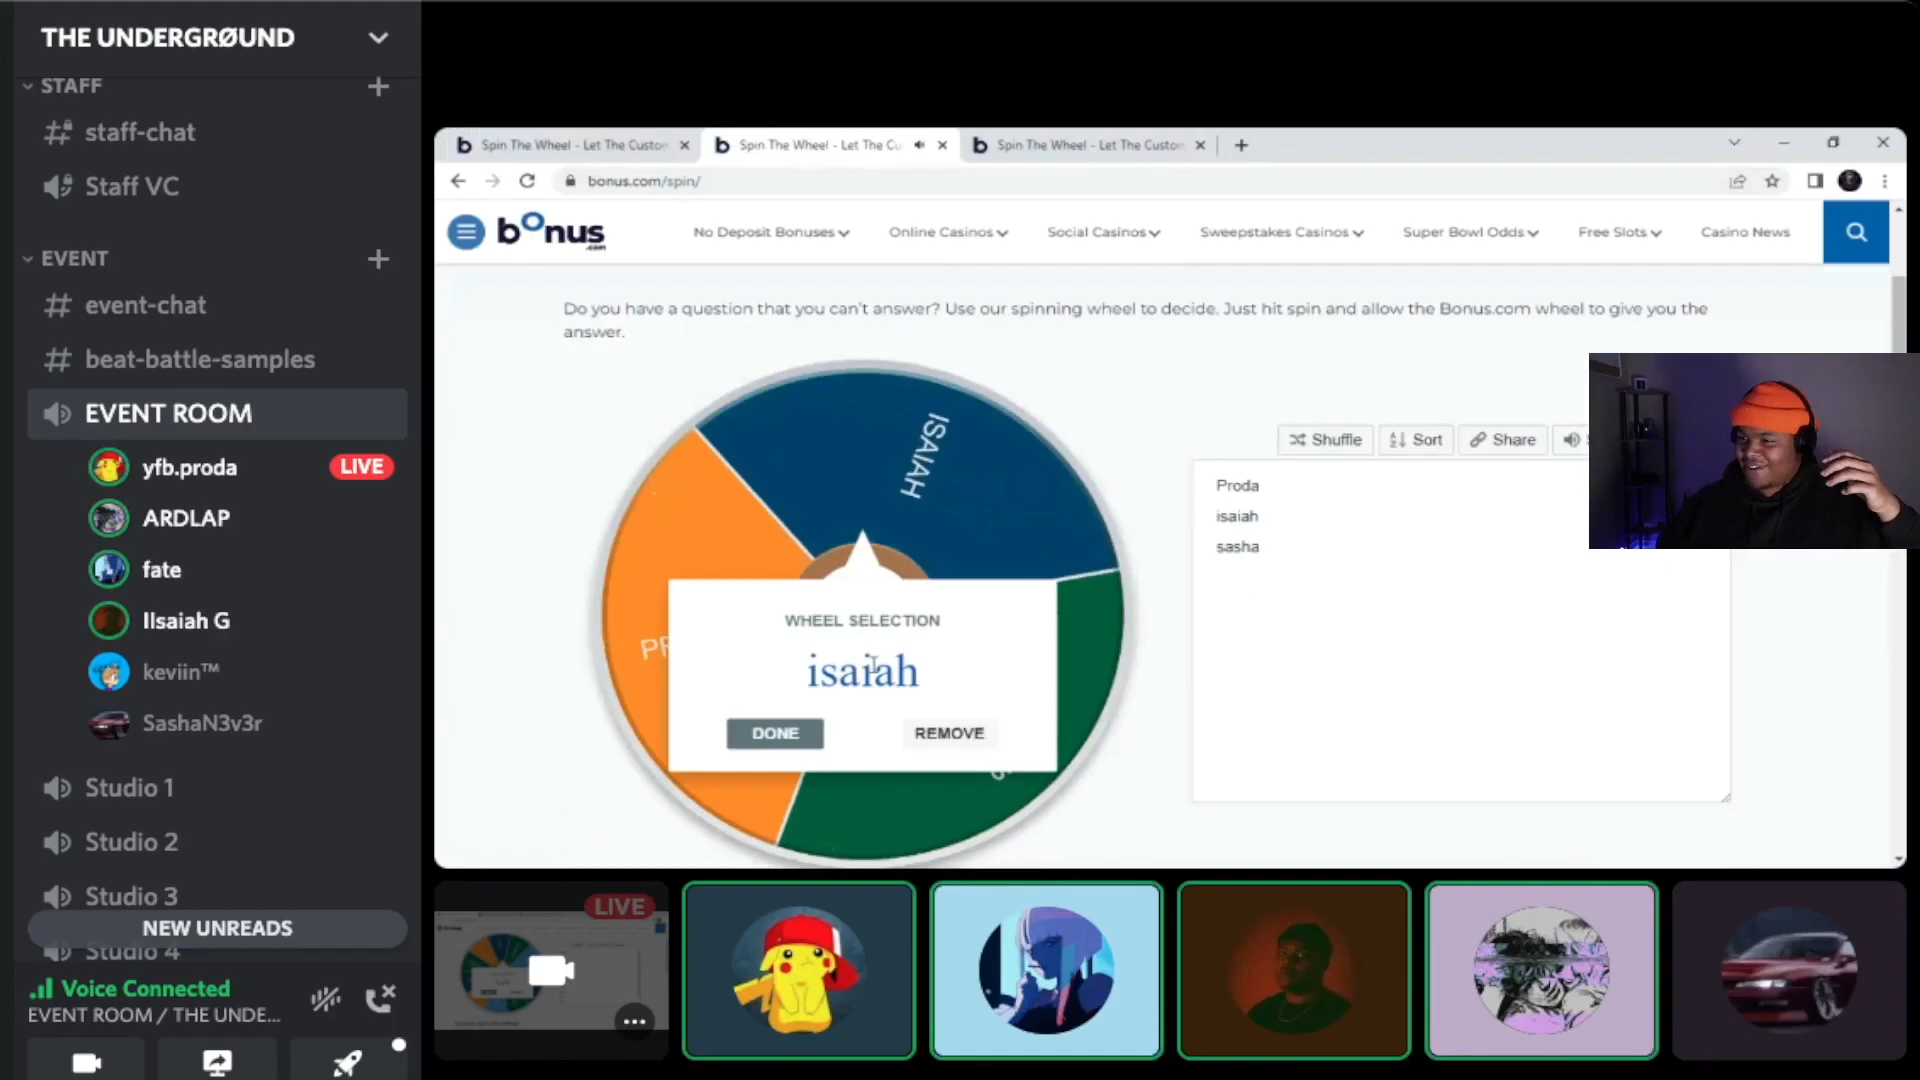 THE UNDERGRØUND
STAFF
staff-chat
Staff VC
EVENT
event-chat
beat-battle-samples
EVENT ROOM
yfb.proda LIVE
ARDLAP
fate
IIsaiah G
keviin™
SashaN3v3r
Studio 1
Studio 2
Studio 3
NEW UNREADS
Studio 4
Voice Connected
EVENT ROOM / THE UNDE...
Spin The Wheel - Let The Custor
Spin The Wheel - Let The Cu
Spin The Wheel - Let The Custor
bonus.com/spin/
bonus
.com
No Deposit Bonuses
Online Casinos
Social Casinos
Sweepstakes Casinos
Super Bowl Odds
Free Slots
Casino News
Do you have a question that you can't answer? Use our spinning wheel to decide. Just hit spin and allow the Bonus.com wheel to give you the
answer.
ISAIAH
PR
S
WHEEL SELECTION
isaiah
DONE
REMOVE
Shuffle
Sort
Share
Proda
isaiah
sasha
LIVE